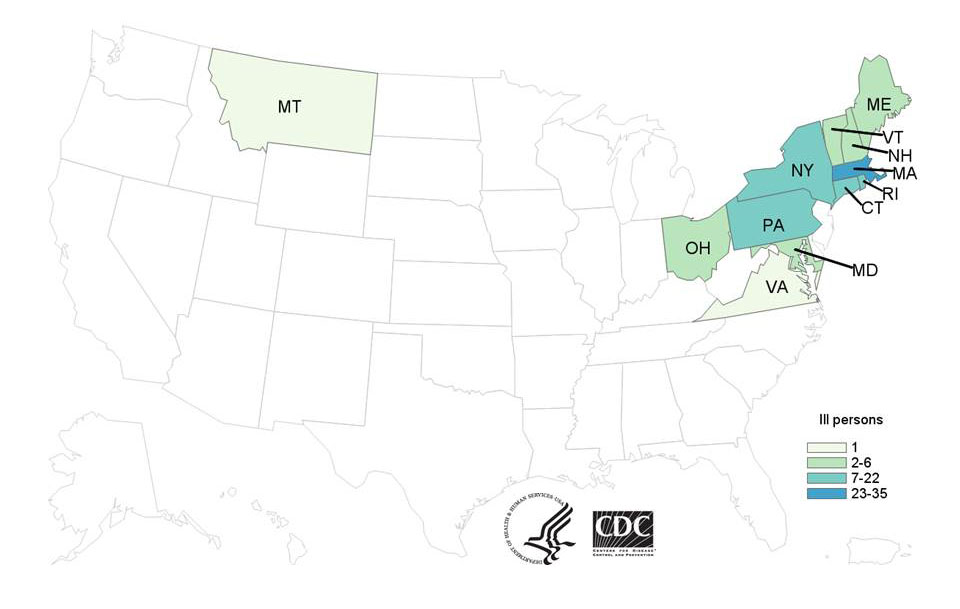 MT
ME
VT
NH
NY
MA
RI
CT
PA
OH
MD
VA
Ill persons
1
2-6
7-22
23-35
DEPARTMENT OF HEALTH & HUMAN SERVICES·USA
CDC
CENTERS FOR DISEASE
CONTROL AND PREVENTION